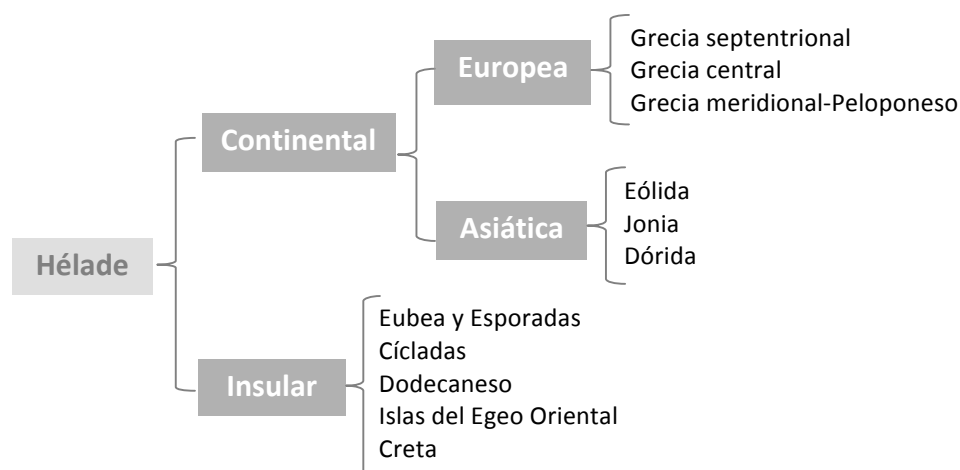 Hélade
Continental
Europea
Grecia septentrional
Grecia central
Grecia meridional-Peloponeso
Asiática
Eólida
Jonia
Dórida
Insular
Eubea y Esporadas
Cícladas
Dodecaneso
Islas del Egeo Oriental
Creta